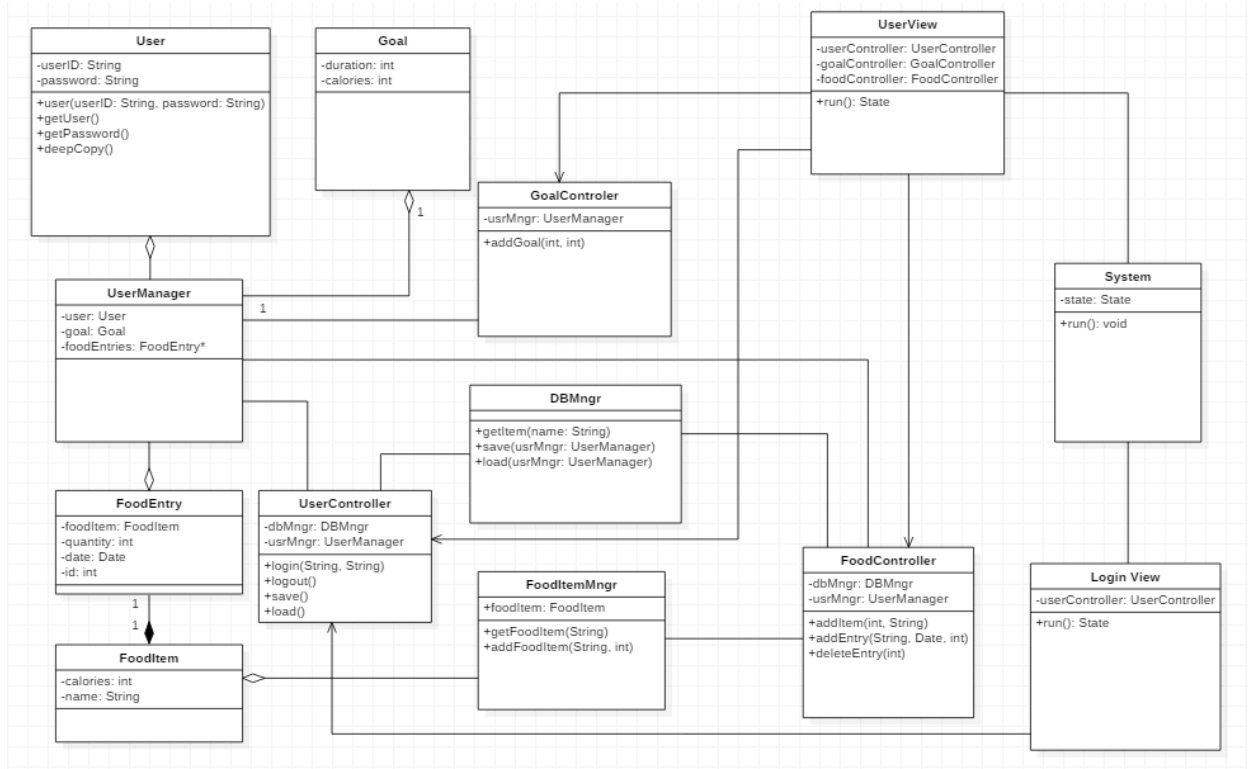 User
-userID: String
-password: String
+user(userID: String, password: String)
+getUser()
+getPassword()
+deepCopy()
Goal
-duration: int
-calories: int
1
UserView
-userController: UserController
-goalController: GoalController
-foodController: FoodController
+run(): State
GoalControler
-usrMngr: UserManager
+addGoal(int, int)
System
-state: State
+run(): void
UserManager
-user: User
-goal: Goal
-foodEntries: FoodEntry*
1
DBMngr
+getItem(name: String)
+save(usrMngr: UserManager)
+load(usrMngr: UserManager)
FoodEntry
-foodItem: FoodItem
-quantity: int
-date: Date
-id: int
1
1
UserController
-dbMngr: DBMngr
-usrMngr: UserManager
+login(String, String)
+logout()
+save()
+load()
FoodItemMngr
+foodItem: FoodItem
+getFoodItem(String)
+addFoodItem(String, int)
FoodController
-dbMngr: DBMngr
-usrMngr: UserManager
+addItem(int, String)
+addEntry(String, Date, int)
+deleteEntry(int)
Login View
-userController: UserController
+run(): State
FoodItem
-calories: int
-name: String